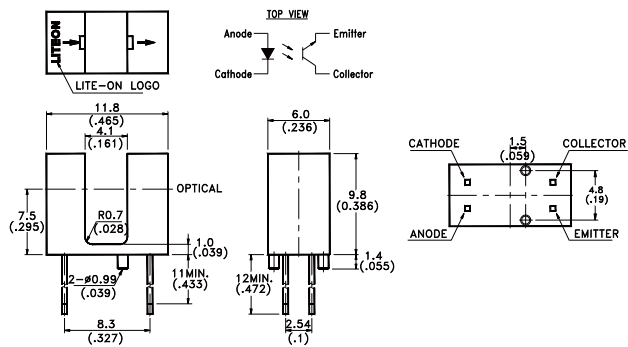 TOP VIEW
Anode
Emitter
Cathode
Collector
LITEON
LITE-ON LOGO
11.8
(.465)
4.1
(.161)
OPTICAL
7.5
(.295)
R0.7
(.028)
1.0
(.039)
2-ø0.99
(.039)
11MIN.
(.433)
8.3
(.327)
6.0
(.236)
9.8
(0.386)
1.4
(.055)
12MIN.
(.472)
2.54
(.1)
1.5
(.059)
CATHODE
COLLECTOR
4.8
(.19)
ANODE
EMITTER